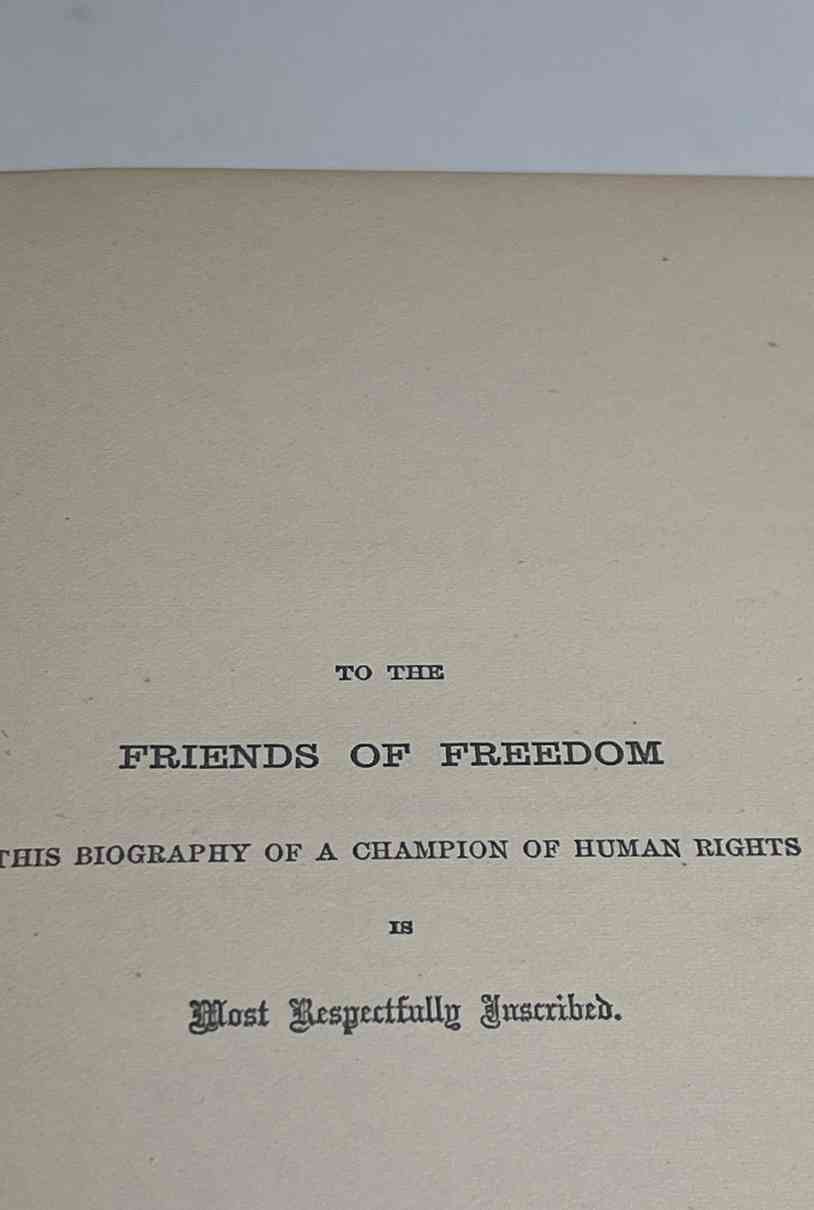 TO THE
FRIENDS OF FREEDOM
THIS BIOGRAPHY OF A CHAMPION OF HUMAN RIGHTS
IS
Most Respectfully Inscribed.